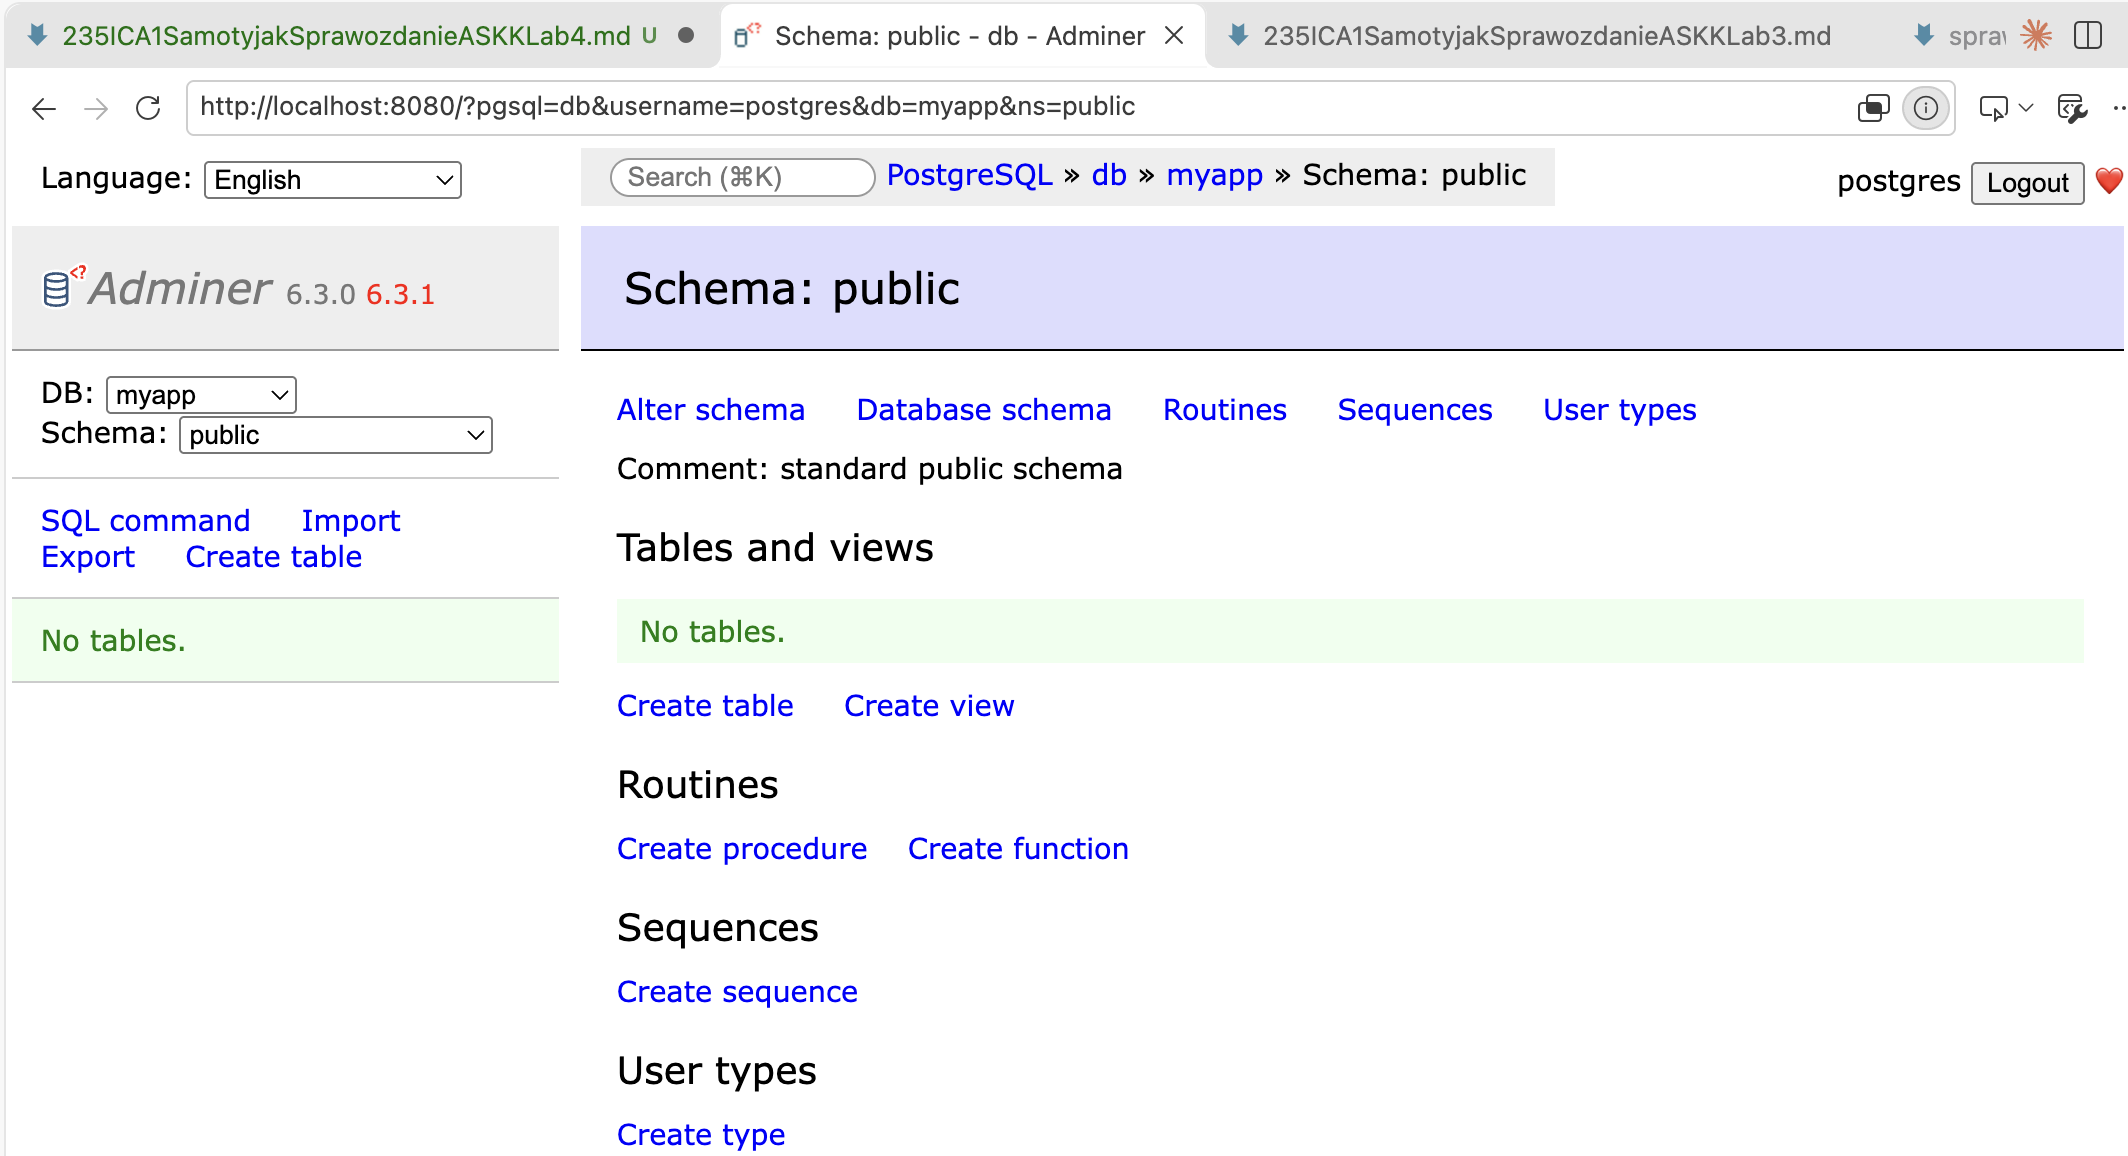 235ICA1SamotyjakSprawozdanieASKKLab4.md U
Schema: public - db - Adminer
235ICA1SamotyjakSprawozdanieASKKLab3.md
http://localhost:8080/?pgsql=db&username=postgres&db=myapp&ns=public
Language: English
Search (⌘K) PostgreSQL » db » myapp » Schema: public
postgres Logout
Adminer 6.3.0 6.3.1
Schema: public
DB: myapp
Schema: public
SQL command Import
Export Create table
No tables.
Alter schema Database schema Routines Sequences User types
Comment: standard public schema
Tables and views
No tables.
Create table Create view
Routines
Create procedure Create function
Sequences
Create sequence
User types
Create type